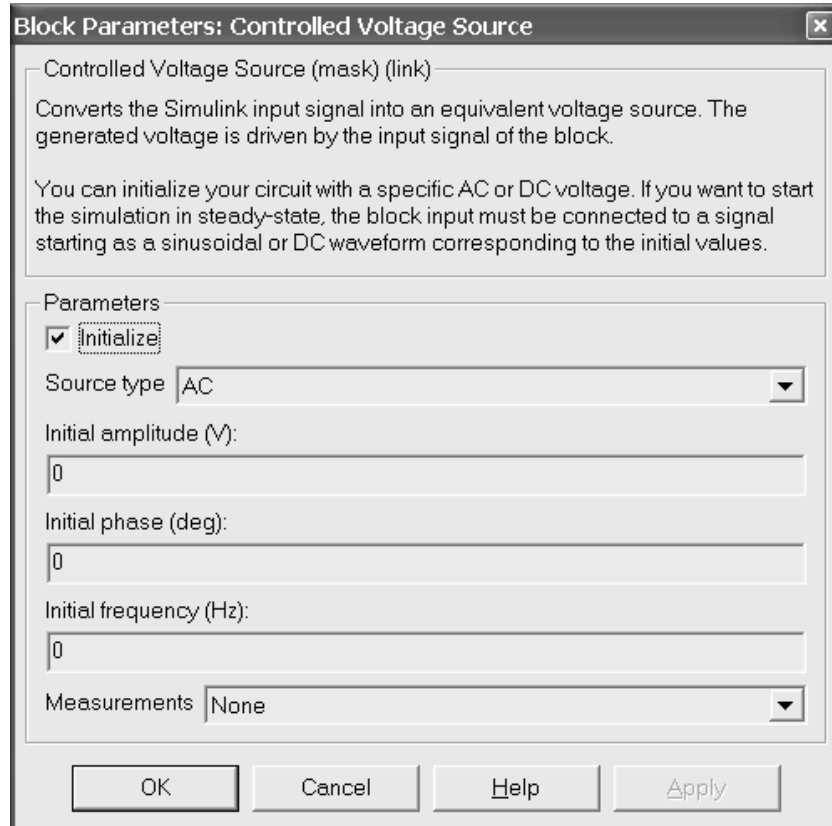 Block Parameters: Controlled Voltage Source
Controlled Voltage Source (mask) (link)
Converts the Simulink input signal into an equivalent voltage source. The
generated voltage is driven by the input signal of the block.
You can initialize your circuit with a specific AC or DC voltage. If you want to start
the simulation in steady-state, the block input must be connected to a signal
starting as a sinusoidal or DC waveform corresponding to the initial values.
Parameters
Initialize
Source type AC
Initial amplitude (V):
0
Initial phase (deg):
0
Initial frequency (Hz):
0
Measurements None
OK Cancel Help Apply